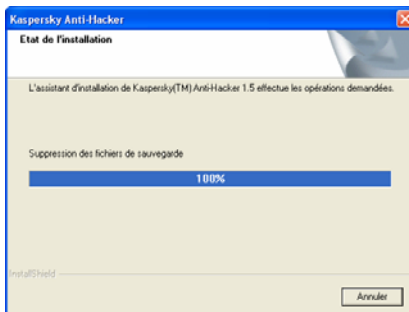 Kaspersky Anti-Hacker
Etat de l'installation
L'assistant d'installation de Kaspersky(TM) Anti-Hacker 1.5 effectue les opérations demandées.
Suppression des fichiers de sauvegarde
100%
InstallShield
Annuler